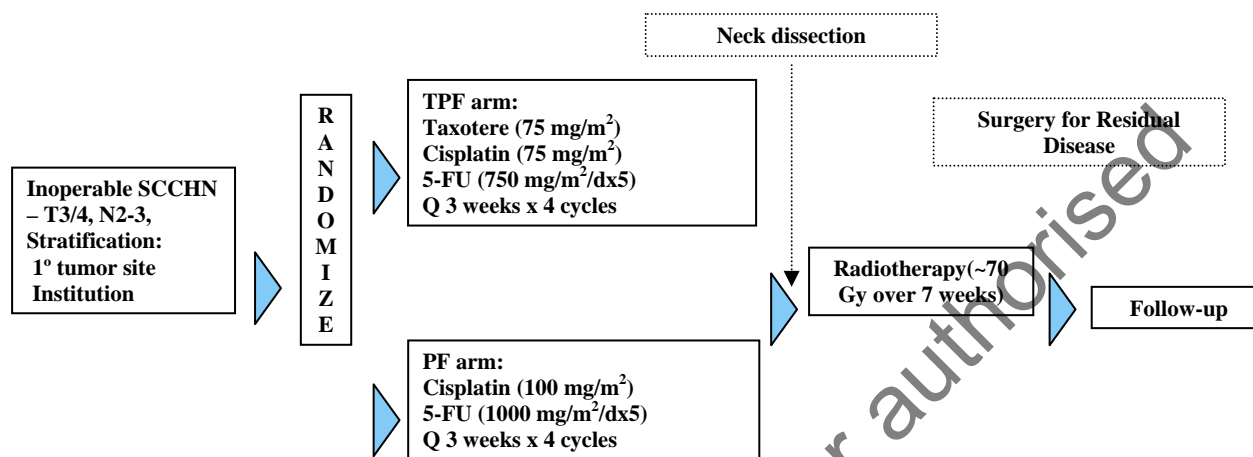 Neck dissection
Surgery for Residual
Disease
Inoperable SCCHN
– T3/4, N2-3,
Stratification:
1º tumor site
Institution
R
A
N
D
O
M
I
Z
E
TPF arm:
Taxotere (75 mg/m²)
Cisplatin (75 mg/m²)
5-FU (750 mg/m²/dx5)
Q 3 weeks x 4 cycles
PF arm:
Cisplatin (100 mg/m²)
5-FU (1000 mg/m²/dx5)
Q 3 weeks x 4 cycles
Radiotherapy(~70
Gy over 7 weeks)
Follow-up
authorised